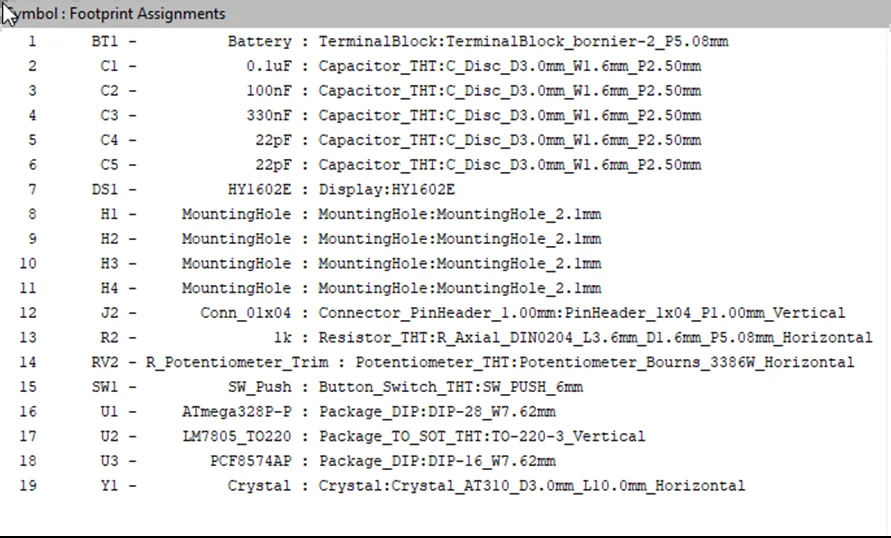 Symbol : Footprint Assignments
1 BT1 - Battery : TerminalBlock:TerminalBlock_bornier-2_P5.08mm
2 C1 - 0.1uF : Capacitor_THT:C_Disc_D3.0mm_W1.6mm_P2.50mm
3 C2 - 100nF : Capacitor_THT:C_Disc_D3.0mm_W1.6mm_P2.50mm
4 C3 - 330nF : Capacitor_THT:C_Disc_D3.0mm_W1.6mm_P2.50mm
5 C4 - 22pF : Capacitor_THT:C_Disc_D3.0mm_W1.6mm_P2.50mm
6 C5 - 22pF : Capacitor_THT:C_Disc_D3.0mm_W1.6mm_P2.50mm
7 DS1 - HY1602E : Display:HY1602E
8 H1 - MountingHole : MountingHole:MountingHole_2.1mm
9 H2 - MountingHole : MountingHole:MountingHole_2.1mm
10 H3 - MountingHole : MountingHole:MountingHole_2.1mm
11 H4 - MountingHole : MountingHole:MountingHole_2.1mm
12 J2 - Conn_01x04 : Connector_PinHeader_1.00mm:PinHeader_1x04_P1.00mm_Vertical
13 R2 - 1k : Resistor_THT:R_Axial_DIN0204_L3.6mm_D1.6mm_P5.08mm_Horizontal
14 RV2 - R_Potentiometer_Trim : Potentiometer_THT:Potentiometer_Bourns_3386W_Horizontal
15 SW1 - SW_Push : Button_Switch_THT:SW_PUSH_6mm
16 U1 - ATmega328P-P : Package_DIP:DIP-28_W7.62mm
17 U2 - LM7805_TO220 : Package_TO_SOT_THT:TO-220-3_Vertical
18 U3 - PCF8574AP : Package_DIP:DIP-16_W7.62mm
19 Y1 - Crystal : Crystal:Crystal_AT310_D3.0mm_L10.0mm_Horizontal